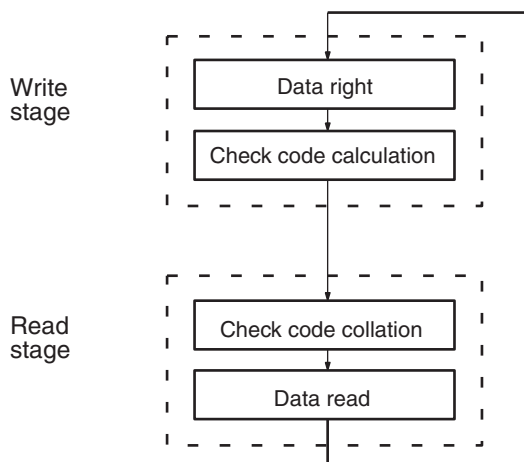 Write
stage
Data right
Check code calculation
Read
stage
Check code collation
Data read